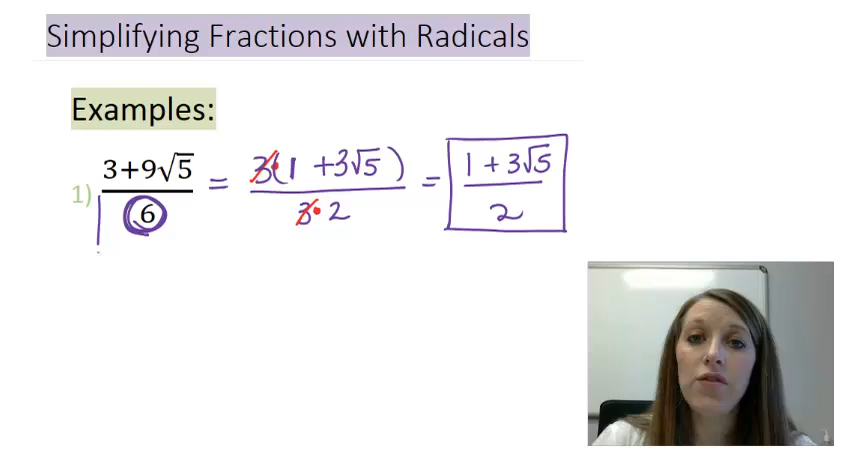 Simplifying Fractions with Radicals
Examples:
1) (3+9√5)/6 = (3·(1 + 3√5))/(3·2) = (1 + 3√5)/2